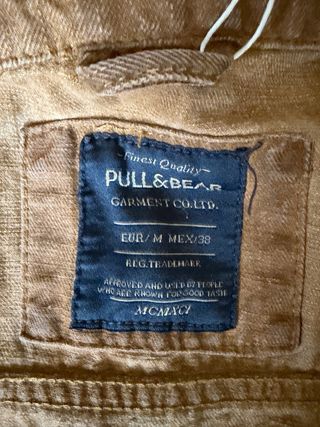 Finest Quality
PULL&BEAR
GARMENT CO.LTD.
EUR/M MEX/38
REG.TRADEMARK
APPROVED AND USED BY PEOPLE
WHO ARE KNOWN FOR GOOD TASTE
MCMXCI